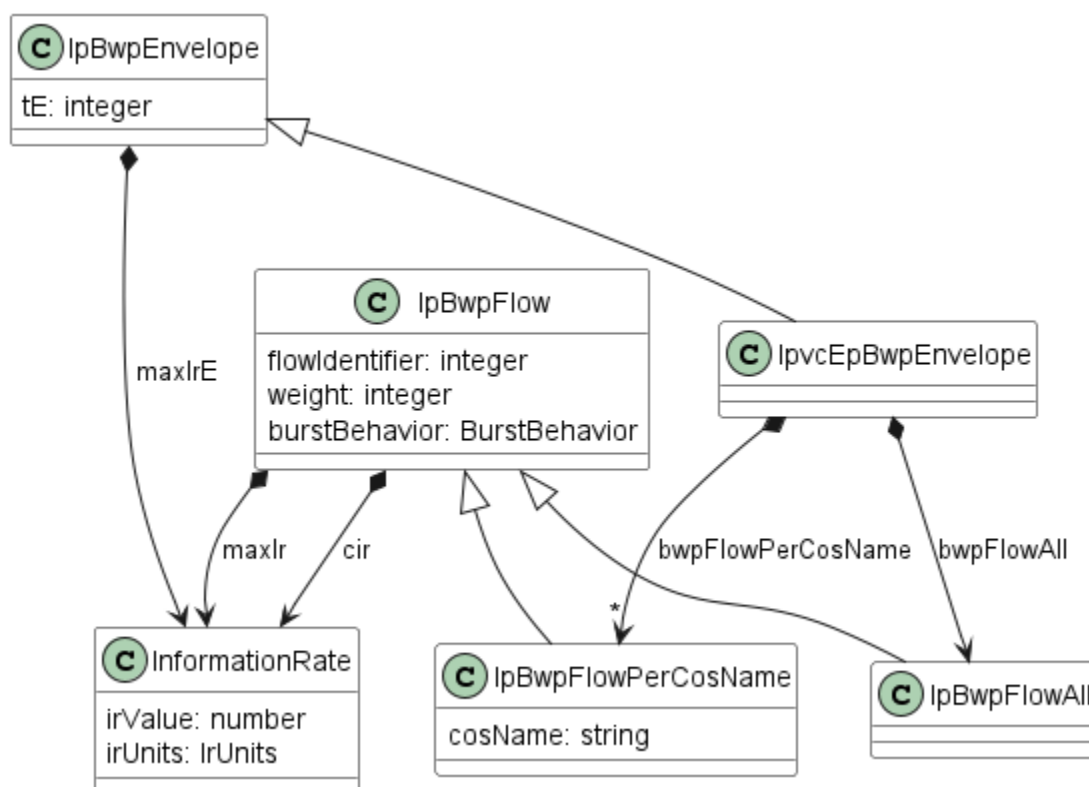 C IpBwpEnvelope
tE: integer
maxIrE
C IpBwpFlow
flowIdentifier: integer
weight: integer
burstBehavior: BurstBehavior
C IpvcEpBwpEnvelope
maxIr
cir
bwpFlowPerCosName
*
bwpFlowAll
C InformationRate
irValue: number
irUnits: IrUnits
C IpBwpFlowPerCosName
cosName: string
C IpBwpFlowAll